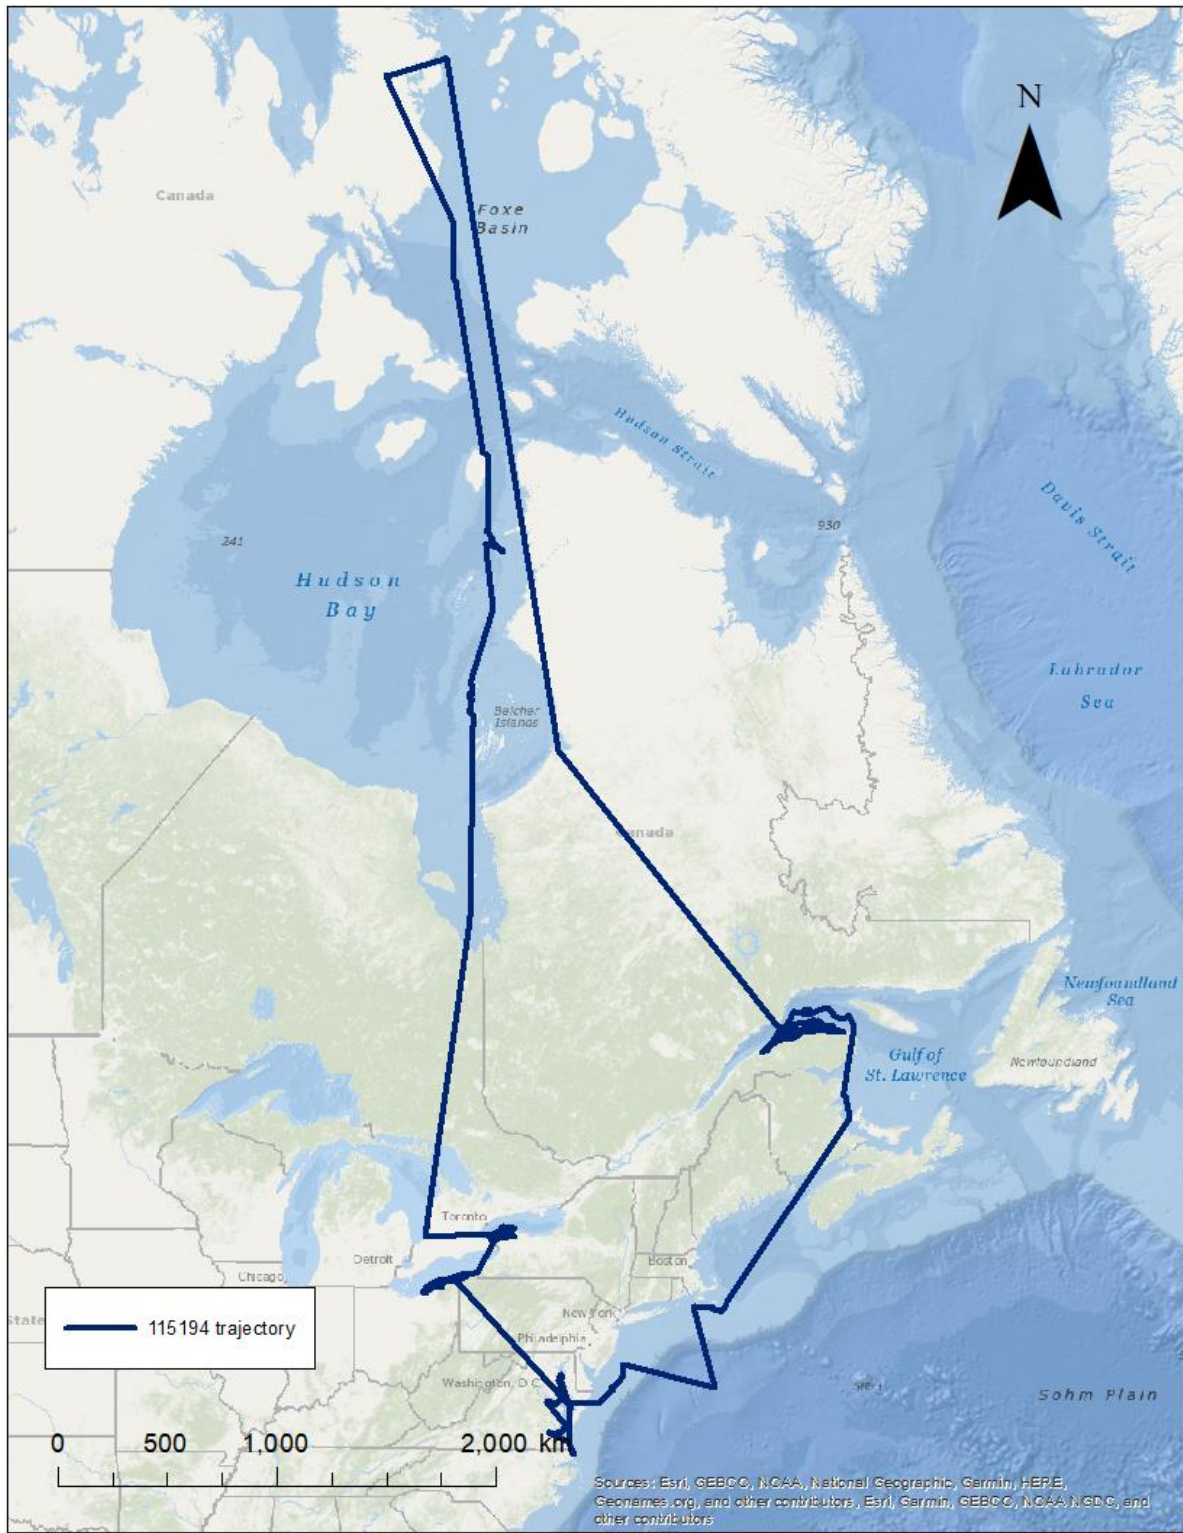 N
Canada
Foxe
Basin
Hudson Strait
Davis Strait
930
241
Hudson
Bay
Labrador
Sea
Belcher
Islands
Canada
Newfoundland
Sea
Gulf of
St. Lawrence
Newfoundland
Toronto
Detroit
Boston
Chicago
New York
115194 trajectory
Philadelphia
Washington, D.C.
Sohm Plain
0 500 1,000 2,000 km
Sources: Esri, GEBCO, NOAA, National Geographic, Garmin, HERE,
Geonames.org, and other contributors, Esri, Garmin, GEBCO, NOAA NGDC, and
other contributors